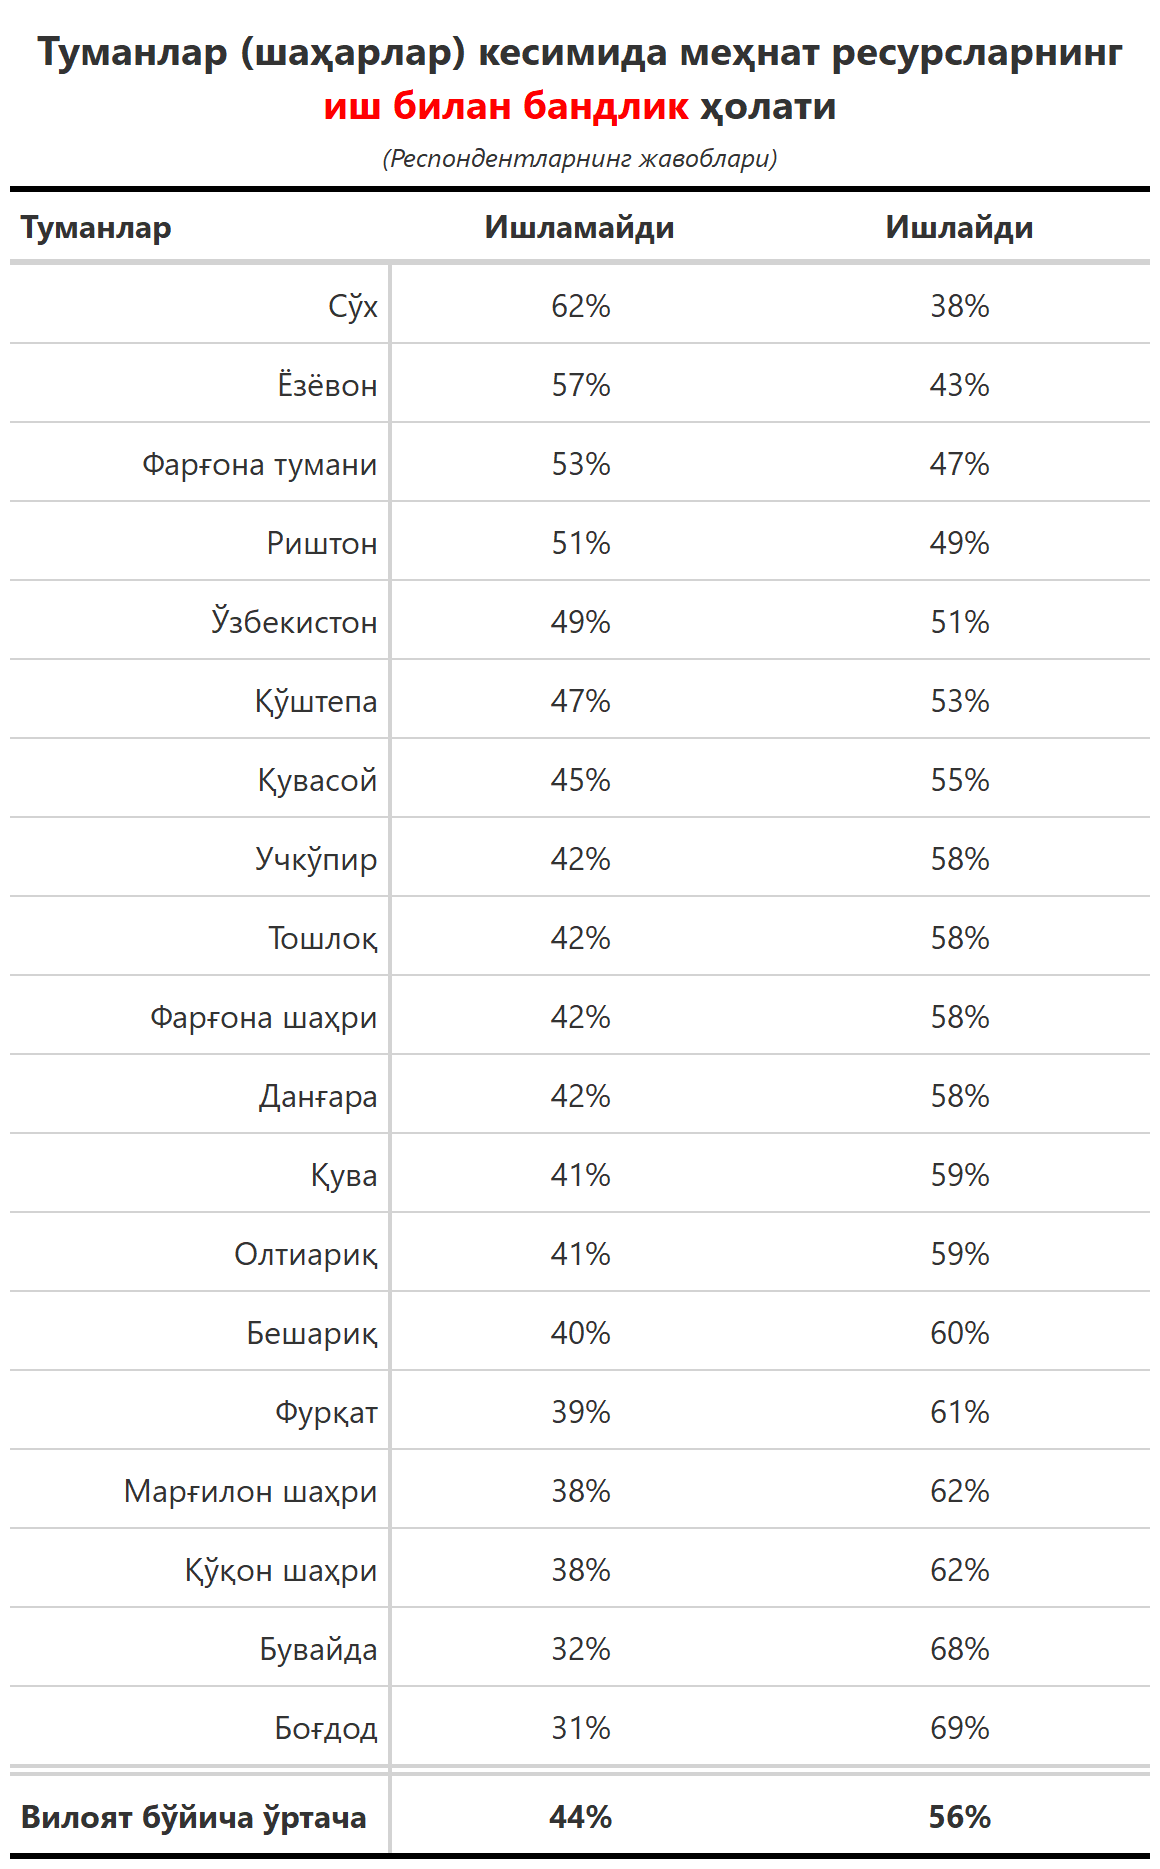 Туманлар (шаҳарлар) кесимида меҳнат ресурсларнинг
иш билан бандлик ҳолати
(Респондентларнинг жавоблари)
Туманлар Ишламайди Ишлайди
Сўх 62% 38%
Ёзёвон 57% 43%
Фарғона тумани 53% 47%
Риштон 51% 49%
Ўзбекистон 49% 51%
Қўштепа 47% 53%
Қувасой 45% 55%
Учкўпир 42% 58%
Тошлоқ 42% 58%
Фарғона шаҳри 42% 58%
Данғара 42% 58%
Қува 41% 59%
Олтиариқ 41% 59%
Бешариқ 40% 60%
Фурқат 39% 61%
Марғилон шаҳри 38% 62%
Қўқон шаҳри 38% 62%
Бувайда 32% 68%
Боғдод 31% 69%
Вилоят бўйича ўртача 44% 56%